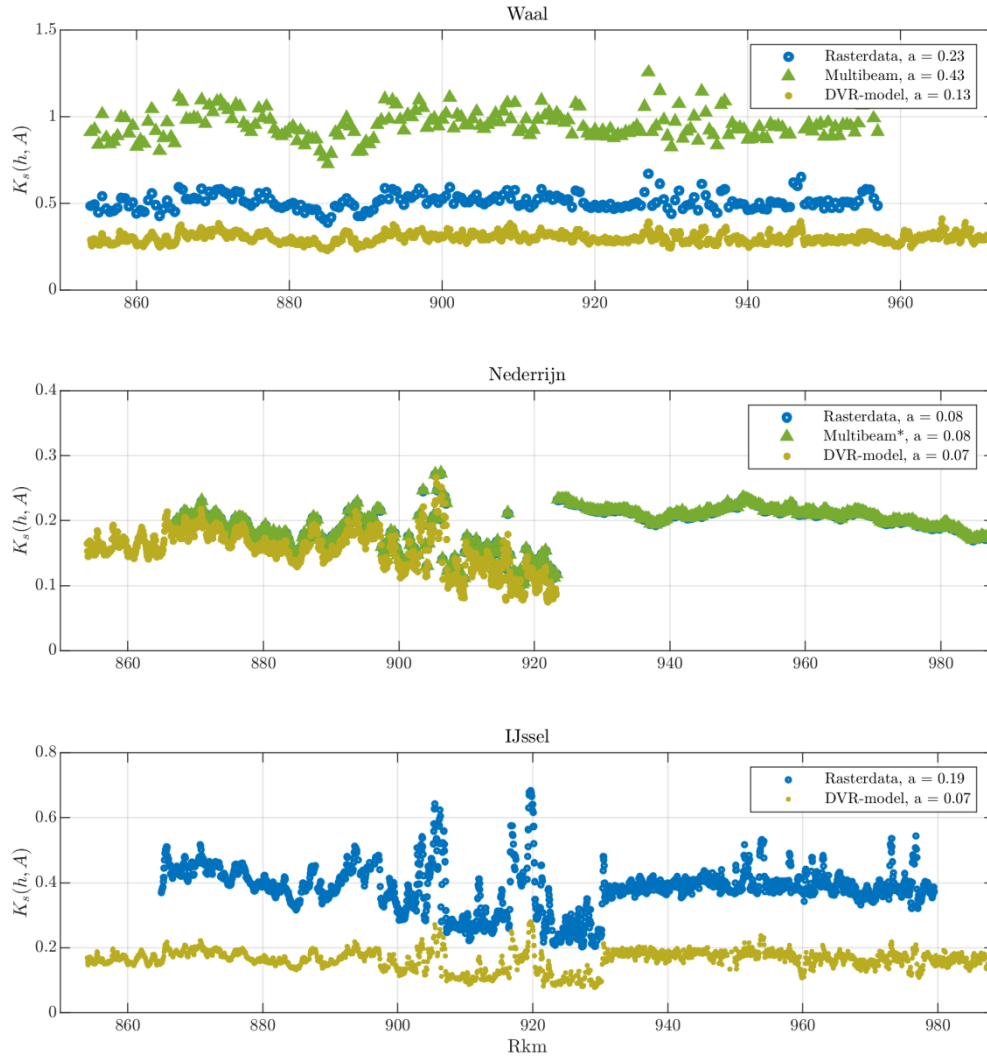 Waal
1.5
1
0.5
0
K_s(h, A)
Rasterdata, a = 0.23
Multibeam, a = 0.43
DVR-model, a = 0.13
860 880 900 920 940 960
Nederrijn
0.4
0.3
0.2
0.1
0
K_s(h, A)
Rasterdata, a = 0.08
Multibeam*, a = 0.08
DVR-model, a = 0.07
860 880 900 920 940 960 980
IJssel
0.8
0.6
0.4
0.2
0
K_s(h, A)
Rasterdata, a = 0.19
DVR-model, a = 0.07
860 880 900 920 940 960 980
Rkm